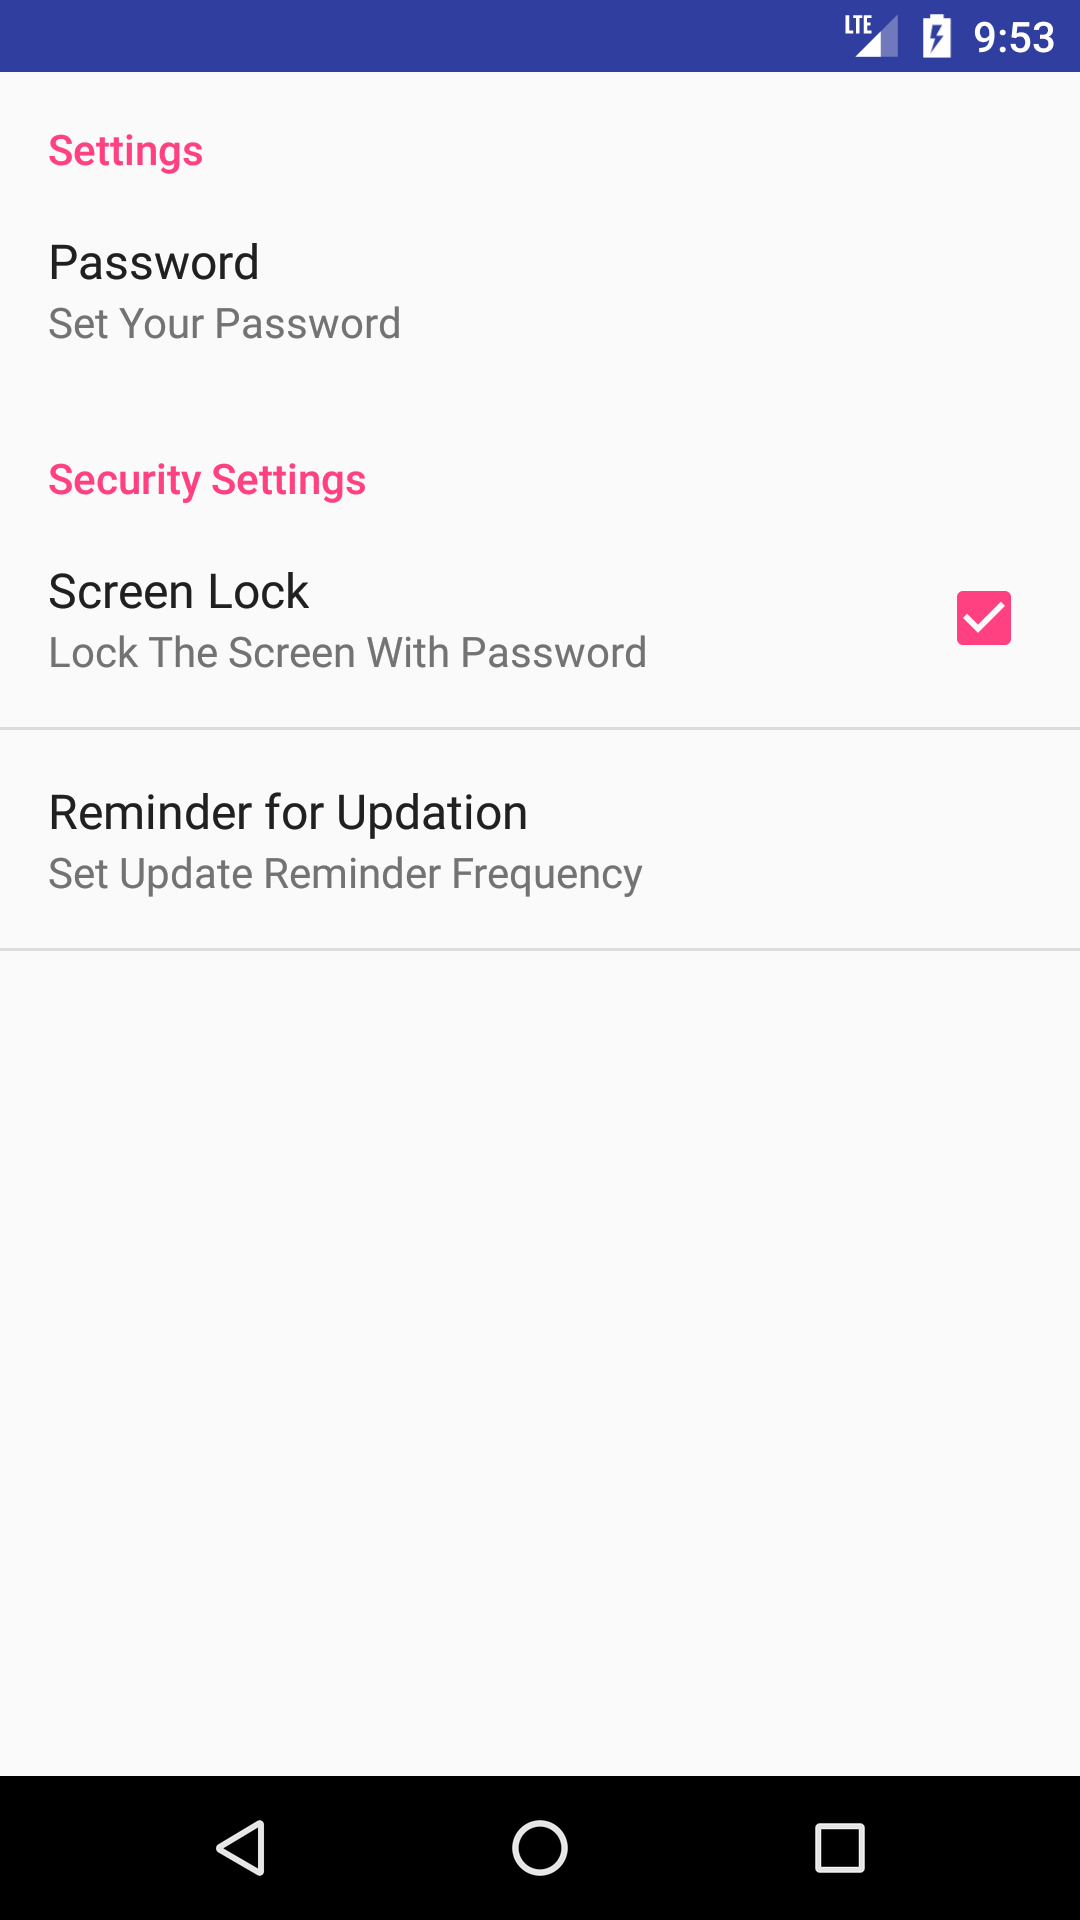 LTE 9:53
Settings
Password
Set Your Password
Security Settings
Screen Lock
Lock The Screen With Password
Reminder for Updation
Set Update Reminder Frequency